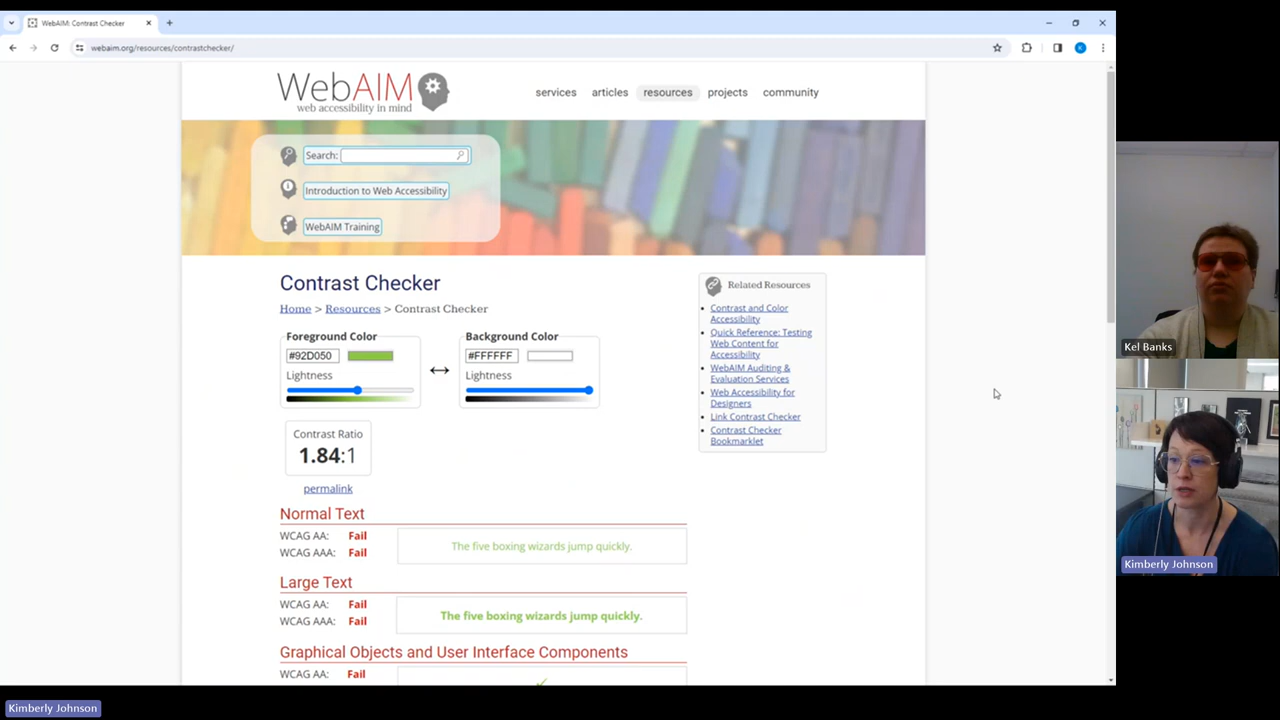 WebAIM: Contrast Checker
webaim.org/resources/contrastchecker/
WebAIM
web accessibility in mind
services articles resources projects community
Search:
Introduction to Web Accessibility
WebAIM Training
Contrast Checker
Home > Resources > Contrast Checker
Foreground Color
#92D050
Lightness
Background Color
#FFFFFF
Lightness
Contrast Ratio
1.84:1
permalink
Normal Text
WCAG AA: Fail
WCAG AAA: Fail
The five boxing wizards jump quickly.
Large Text
WCAG AA: Fail
WCAG AAA: Fail
The five boxing wizards jump quickly.
Graphical Objects and User Interface Components
WCAG AA: Fail
Related Resources
Contrast and Color
Accessibility
Quick Reference: Testing
Web Content for
Accessibility
WebAIM Auditing &
Evaluation Services
Web Accessibility for
Designers
Link Contrast Checker
Contrast Checker
Bookmarklet
Kel Banks
Kimberly Johnson
Kimberly Johnson